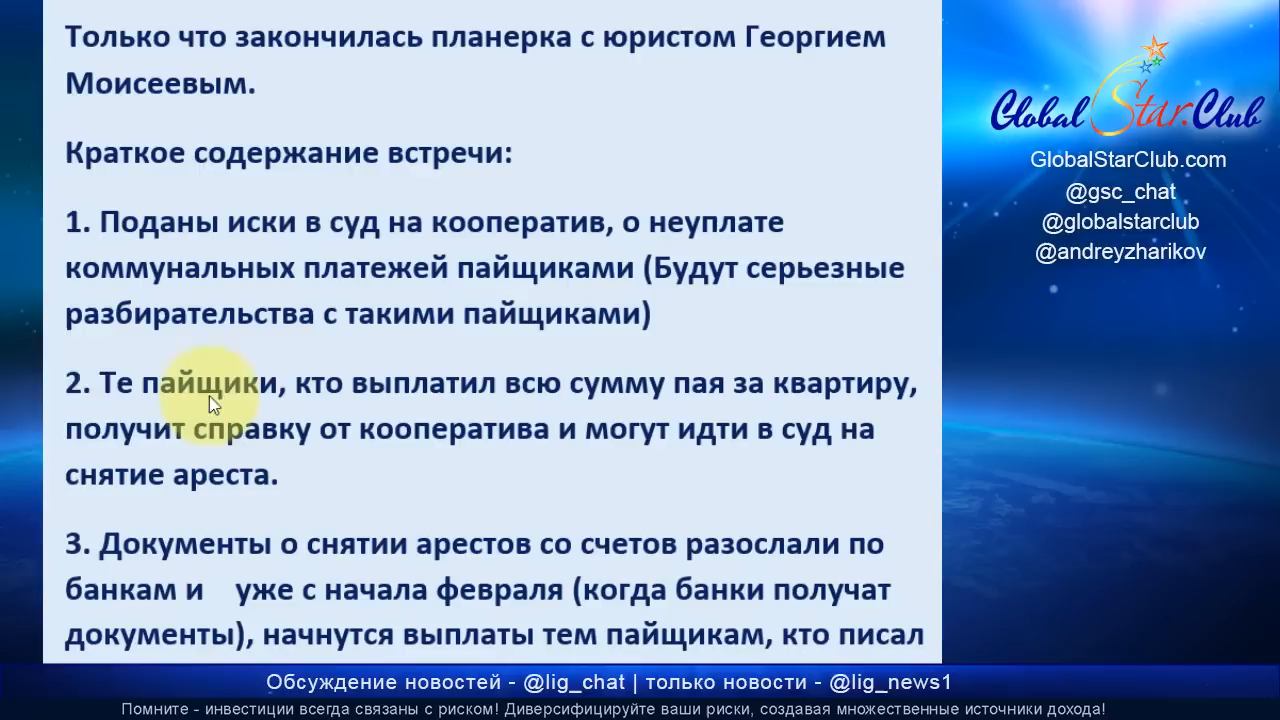 Только что закончилась планерка с юристом Георгием
Моисеевым.
Краткое содержание встречи:
1. Поданы иски в суд на кооператив, о неуплате
коммунальных платежей пайщиками (Будут серьезные
разбирательства с такими пайщиками)
2. Те пайщики, кто выплатил всю сумму пая за квартиру,
получит справку от кооператива и могут идти в суд на
снятие ареста.
3. Документы о снятии арестов со счетов разослали по
банкам и    уже с начала февраля (когда банки получат
документы), начнутся выплаты тем пайщикам, кто писал
Global Star.Club
GlobalStarClub.com
@gsc_chat
@globalstarclub
@andreyzharikov
Обсуждение новостей - @lig_chat | только новости - @lig_news1
Помните - инвестиции всегда связаны с риском! Диверсифицируйте ваши риски, создавая множественные источники дохода!